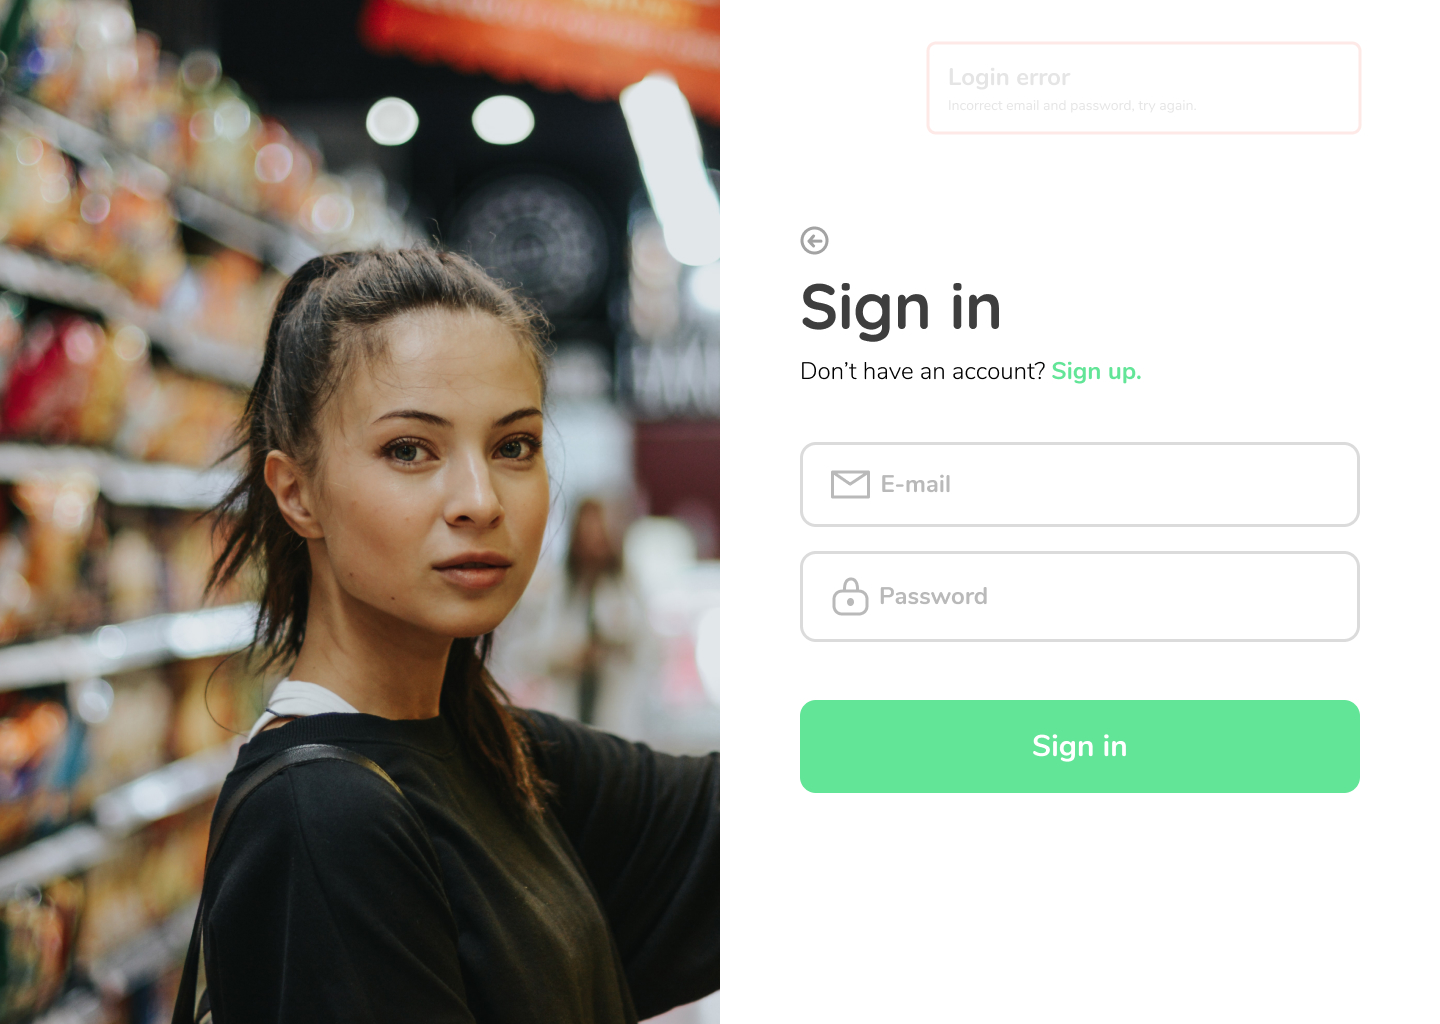 Login error
Incorrect email and password, try again.
Sign in
Don’t have an account? Sign up.
E-mail
Password
Sign in